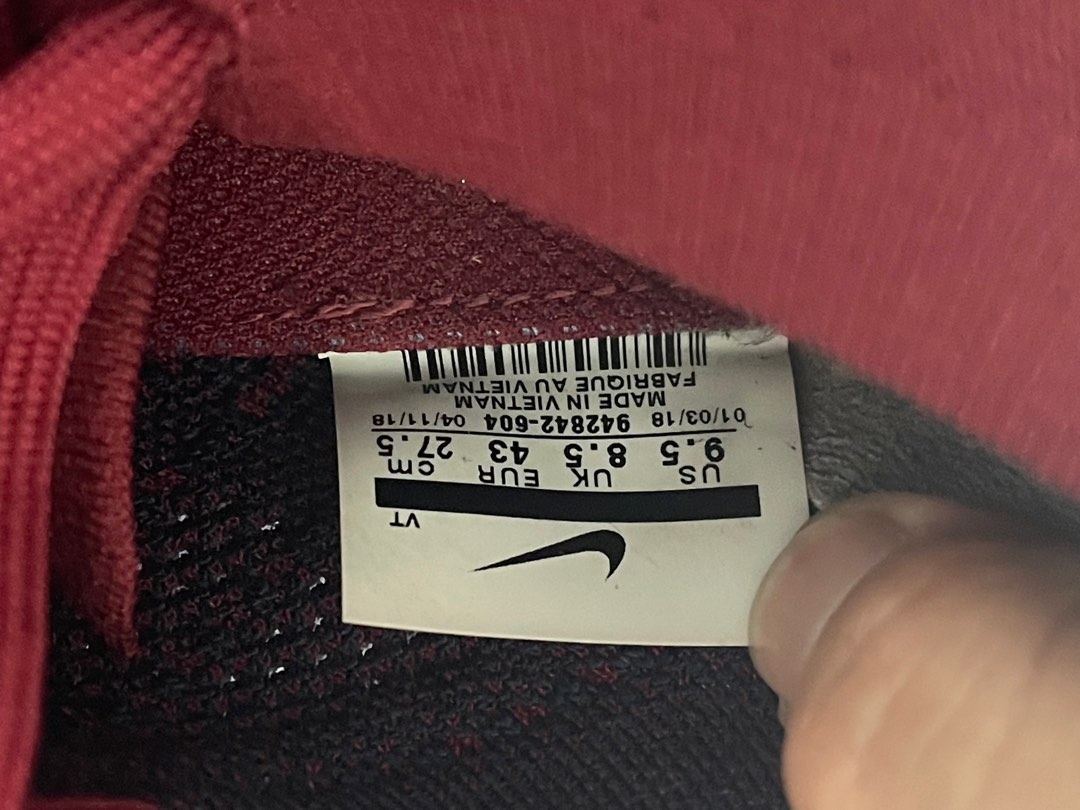 VT
US UK EUR cm
9.5 8.5 43 27.5
01/03/18 942842-604 04/11/18
MADE IN VIETNAM
FABRIQUE AU VIETNAM